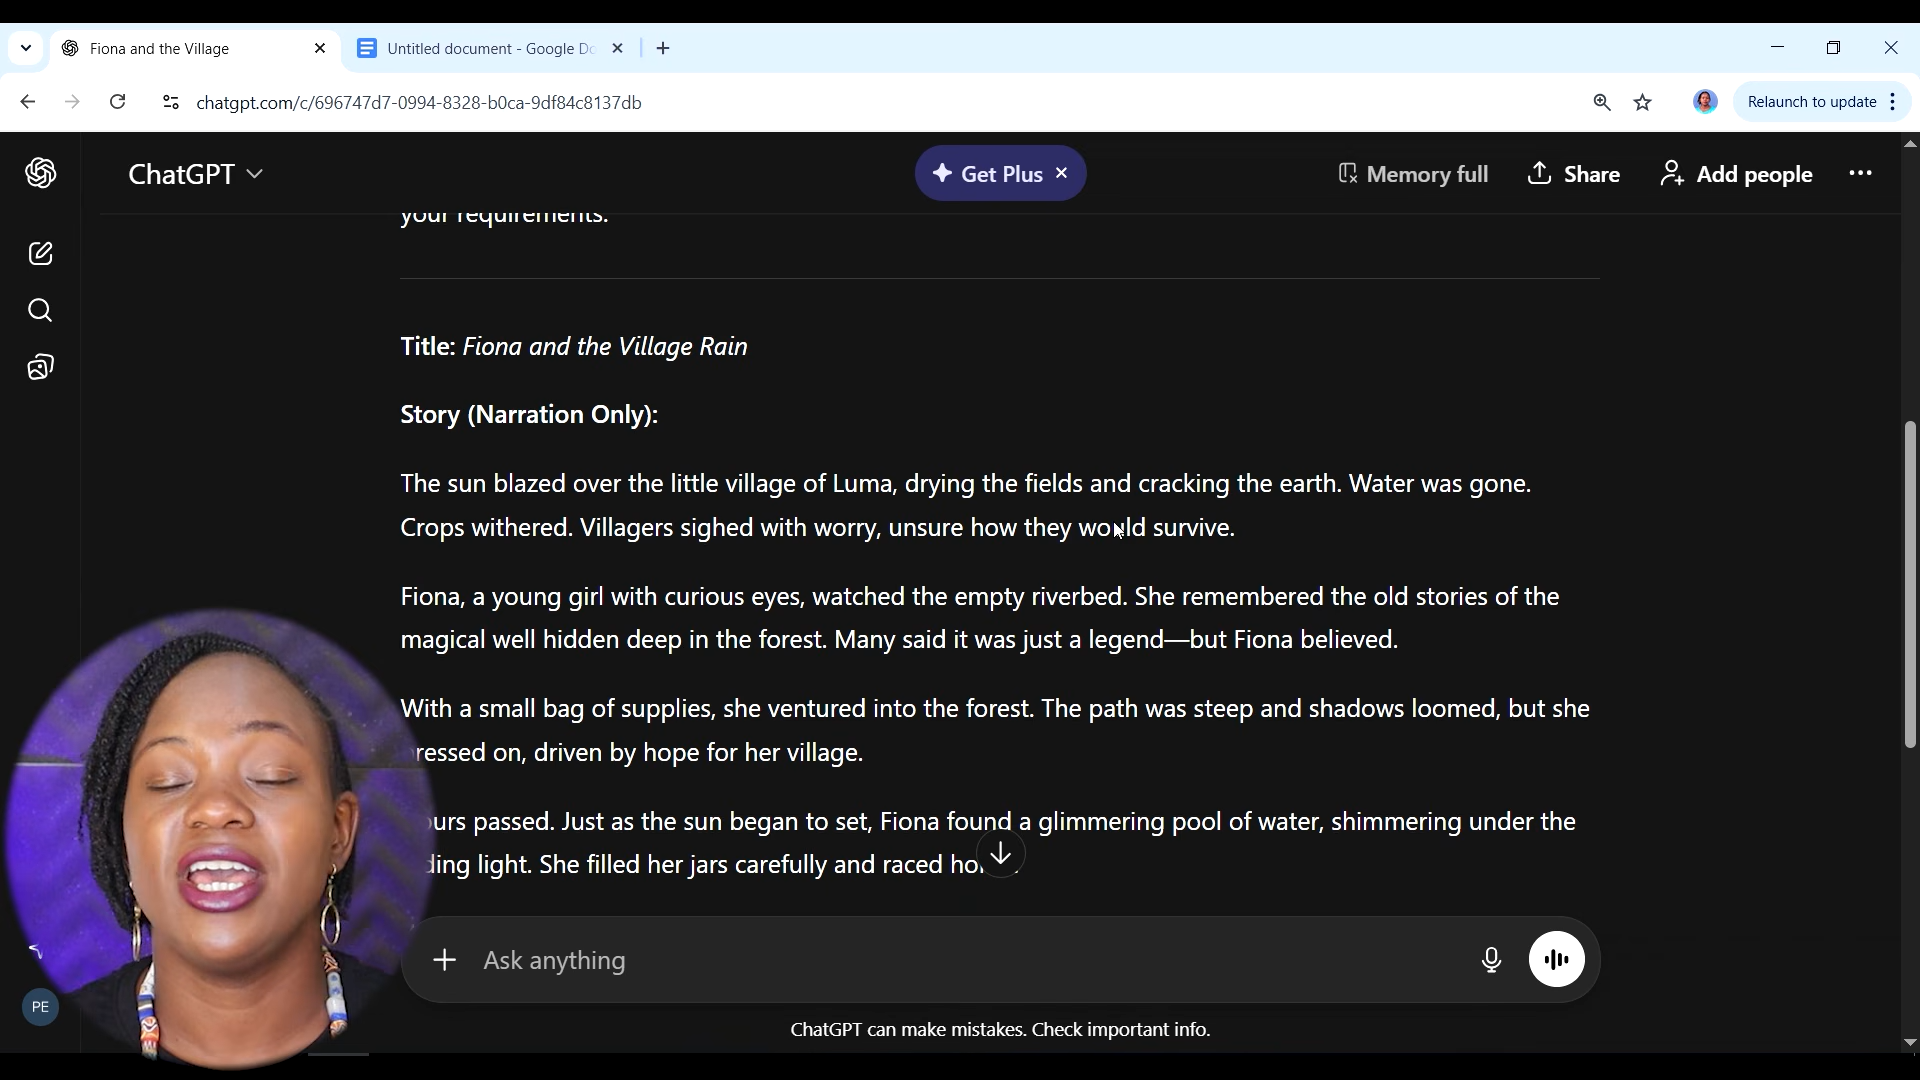 Fiona and the Village
Untitled document - Google Do
chatgpt.com/c/696747d7-0994-8328-b0ca-9df84c8137db
Relaunch to update
ChatGPT
Get Plus
Memory full
Share
Add people
your requirements.
Title: Fiona and the Village Rain
Story (Narration Only):
The sun blazed over the little village of Luma, drying the fields and cracking the earth. Water was gone.
Crops withered. Villagers sighed with worry, unsure how they would survive.
Fiona, a young girl with curious eyes, watched the empty riverbed. She remembered the old stories of the
magical well hidden deep in the forest. Many said it was just a legend—but Fiona believed.
With a small bag of supplies, she ventured into the forest. The path was steep and shadows loomed, but she
ressed on, driven by hope for her village.
urs passed. Just as the sun began to set, Fiona found a glimmering pool of water, shimmering under the
ding light. She filled her jars carefully and raced ho
Ask anything
PE
ChatGPT can make mistakes. Check important info.